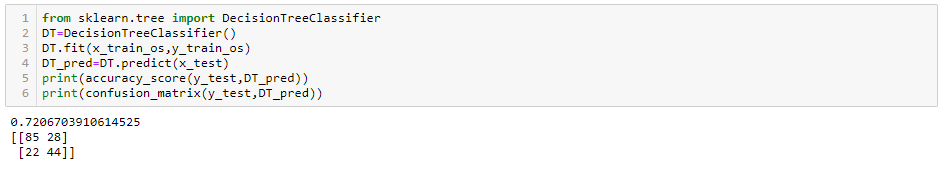 1 from sklearn.tree import DecisionTreeClassifier
2 DT=DecisionTreeClassifier()
3 DT.fit(x_train_os,y_train_os)
4 DT_pred=DT.predict(x_test)
5 print(accuracy_score(y_test,DT_pred))
6 print(confusion_matrix(y_test,DT_pred))
0.7206703910614525
[[85 28]
 [22 44]]